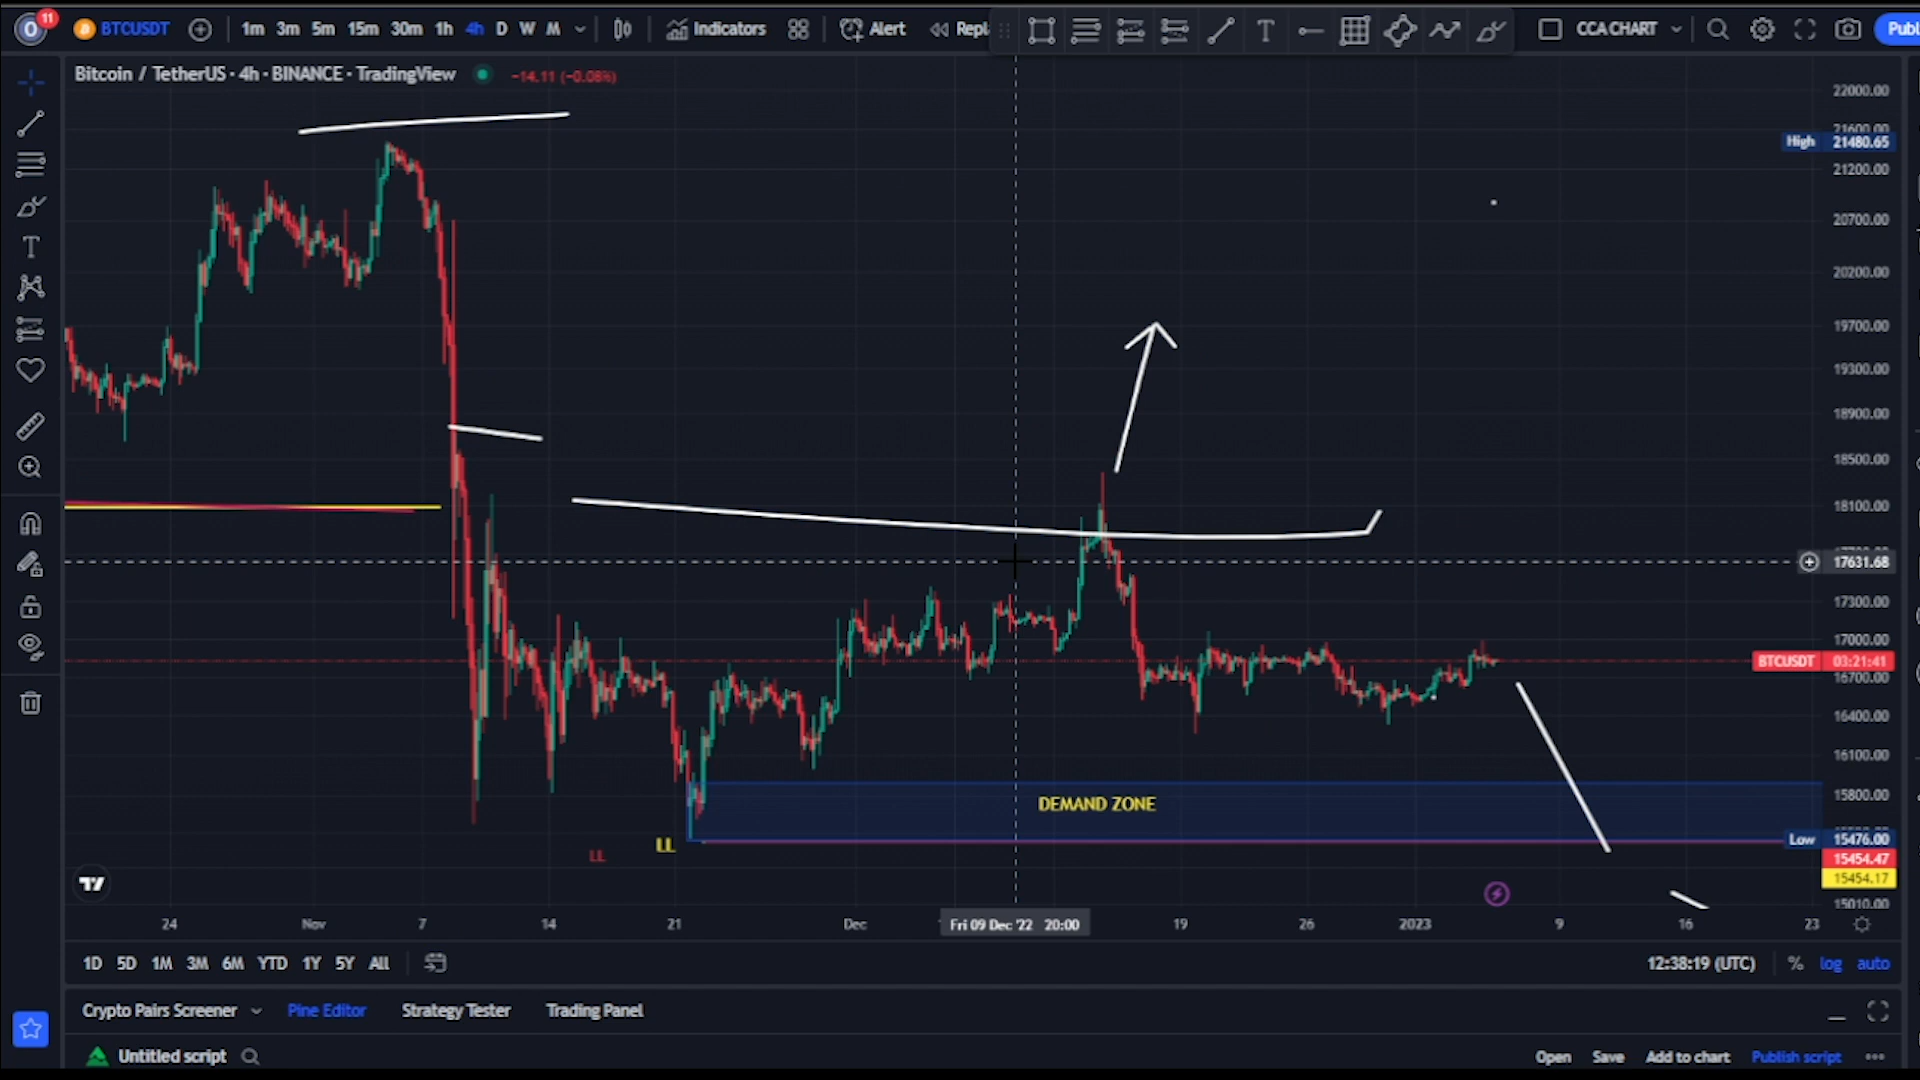 O 11 BTCUSDT 1m 3m 5m 15m 30m 1h 4h D W M Indicators Alert Repl T CCA CHART Publ
Bitcoin / TetherUS · 4h · BINANCE · TradingView −14.11 (−0.08%)
22000.00
21600.00
High 21480.65
21200.00
20700.00
20200.00
19700.00
19300.00
18900.00
18500.00
18100.00
17631.68
17300.00
17000.00
BTCUSDT 03:21:41
16700.00
16400.00
16100.00
15800.00
DEMAND ZONE
Low 15476.00
LL
LL
15454.47
15454.17
15010.00
24 Nov 7 14 21 Dec Fri 09 Dec '22 20:00 19 26 2023 9 16 23
1D 5D 1M 3M 6M YTD 1Y 5Y All 12:38:19 (UTC) % log auto
Crypto Pairs Screener Pine Editor Strategy Tester Trading Panel
Untitled script Open Save Add to chart Publish script